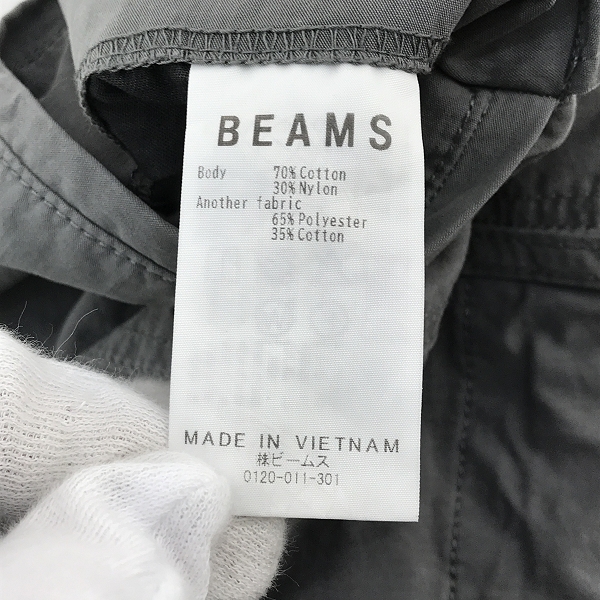 BEAMS
Body 70% Cotton
30% Nylon
Another fabric
65% Polyester
35% Cotton
MADE IN VIETNAM
株ビームス
0120-011-301